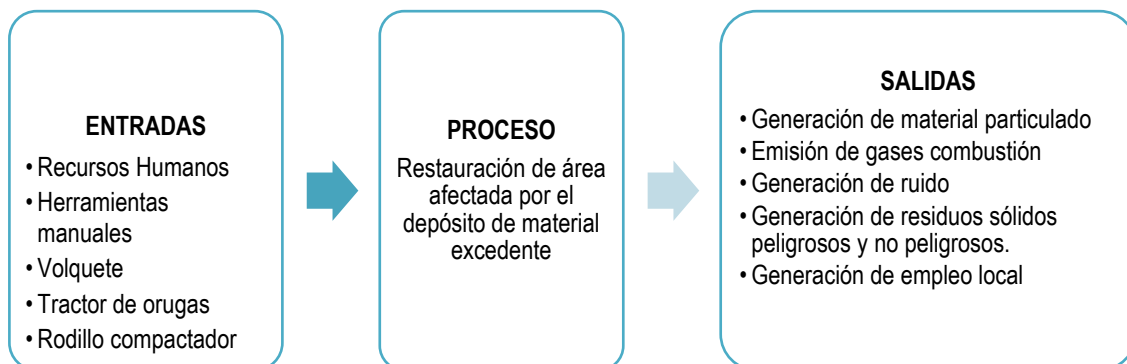 ENTRADAS
• Recursos Humanos
• Herramientas
manuales
• Volquete
• Tractor de orugas
• Rodillo compactador
PROCESO
Restauración de área
afectada por el
depósito de material
excedente
SALIDAS
• Generación de material particulado
• Emisión de gases combustión
• Generación de ruido
• Generación de residuos sólidos
peligrosos y no peligrosos.
• Generación de empleo local